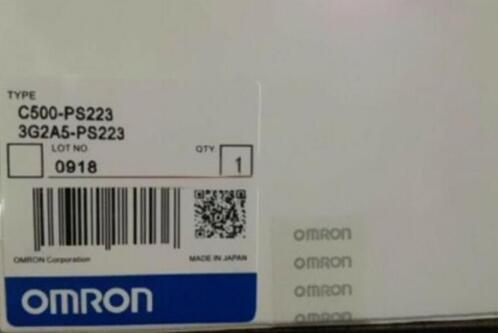 TYPE
C500-PS223
3G2A5-PS223
LOT NO. QTY.
0918 1
OMRON Corporation MADE IN JAPAN
OMRON
OMRON
OMRON
OMRON
OMRON